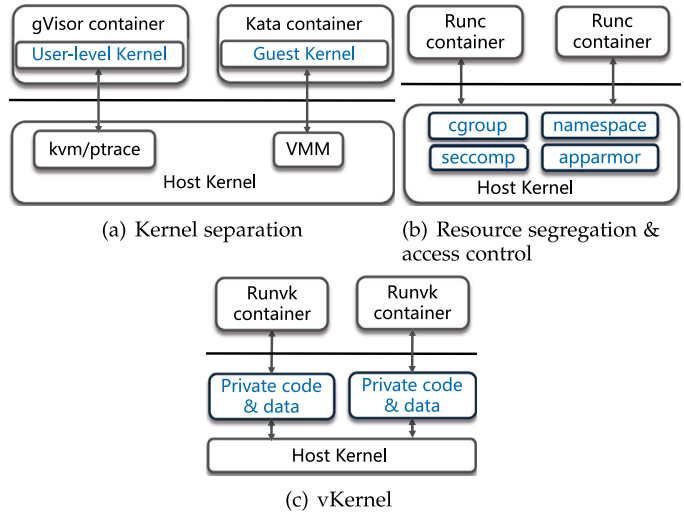 gVisor container
User-level Kernel
Kata container
Guest Kernel
kvm/ptrace
VMM
Host Kernel
(a) Kernel separation
Runc
container
Runc
container
cgroup
namespace
seccomp
apparmor
Host Kernel
(b) Resource segregation &
access control
Runvk
container
Runvk
container
Private code
& data
Private code
& data
Host Kernel
(c) vKernel